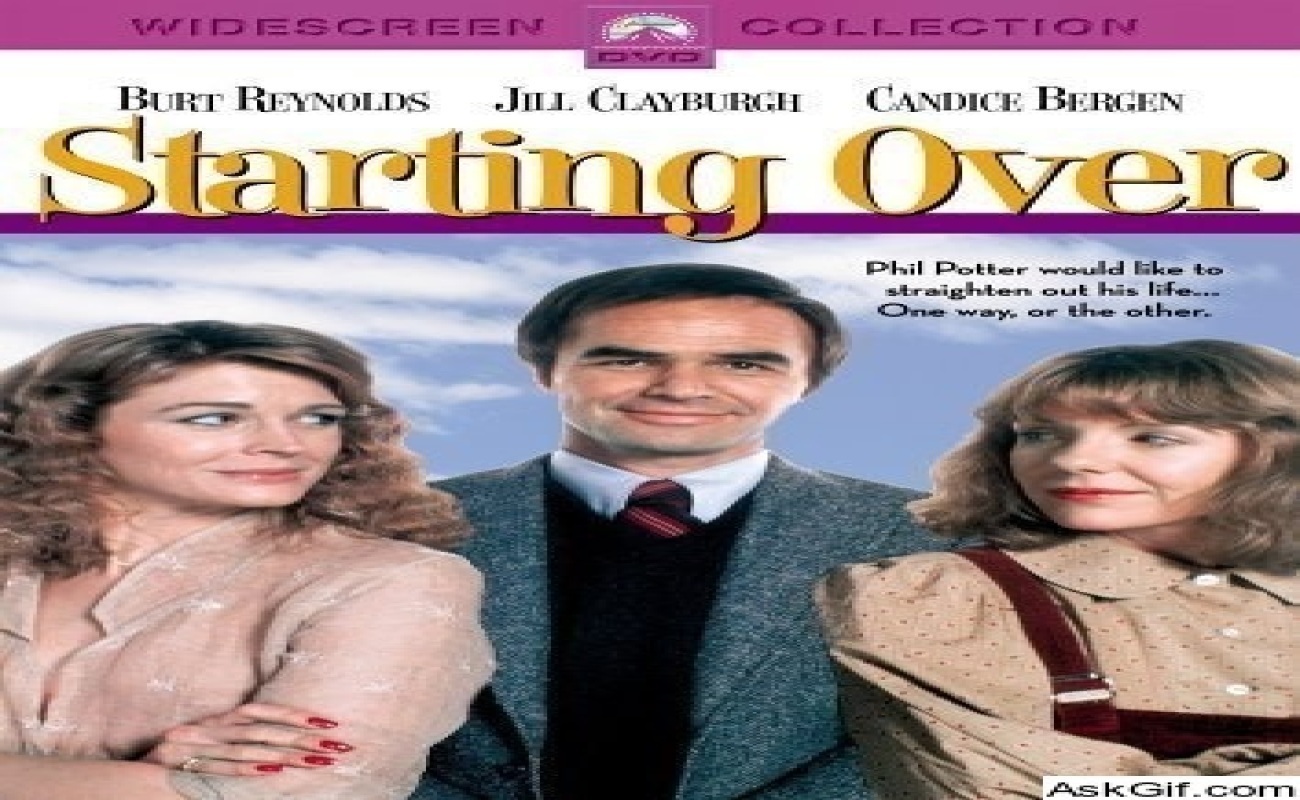 WIDESCREEN DVD COLLECTION
BURT REYNOLDS JILL CLAYBURGH CANDICE BERGEN
Starting Over
Phil Potter would like to
straighten out his life...
One way, or the other.
AskGif.com